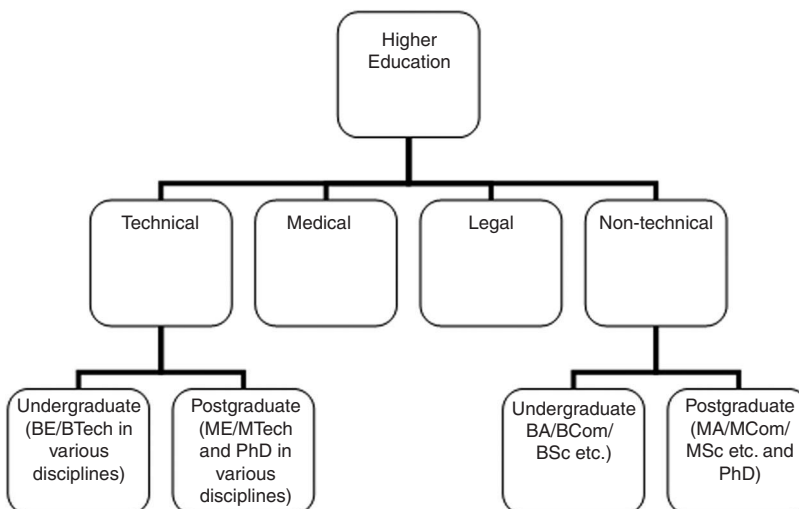 Higher
Education
Technical
Medical
Legal
Non-technical
Undergraduate
(BE/BTech in
various
disciplines)
Postgraduate
(ME/MTech
and PhD in
various
disciplines)
Undergraduate
BA/BCom/
BSc etc.)
Postgraduate
(MA/MCom/
MSc etc. and
PhD)